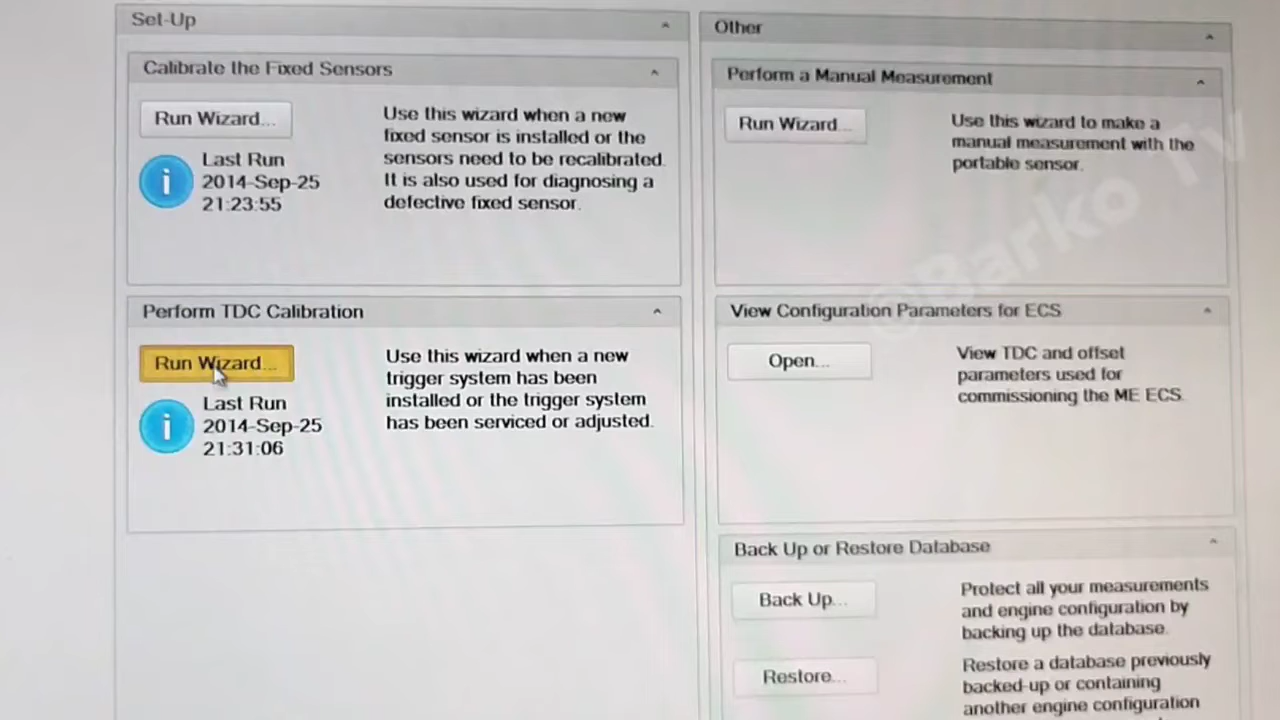 Set-Up
Calibrate the Fixed Sensors
Run Wizard...
Last Run
2014-Sep-25
21:23:55
Use this wizard when a new
fixed sensor is installed or the
sensors need to be recalibrated.
It is also used for diagnosing a
defective fixed sensor.
Perform TDC Calibration
Run Wizard...
Last Run
2014-Sep-25
21:31:06
Use this wizard when a new
trigger system has been
installed or the trigger system
has been serviced or adjusted.
Other
Perform a Manual Measurement
Run Wizard...
Use this wizard to make a
manual measurement with the
portable sensor.
View Configuration Parameters for ECS
Open...
View TDC and offset
parameters used for
commissioning the ME ECS.
Back Up or Restore Database
Back Up...
Protect all your measurements
and engine configuration by
backing up the database.
Restore...
Restore a database previously
backed-up or containing
another engine configuration
@Barko Tv